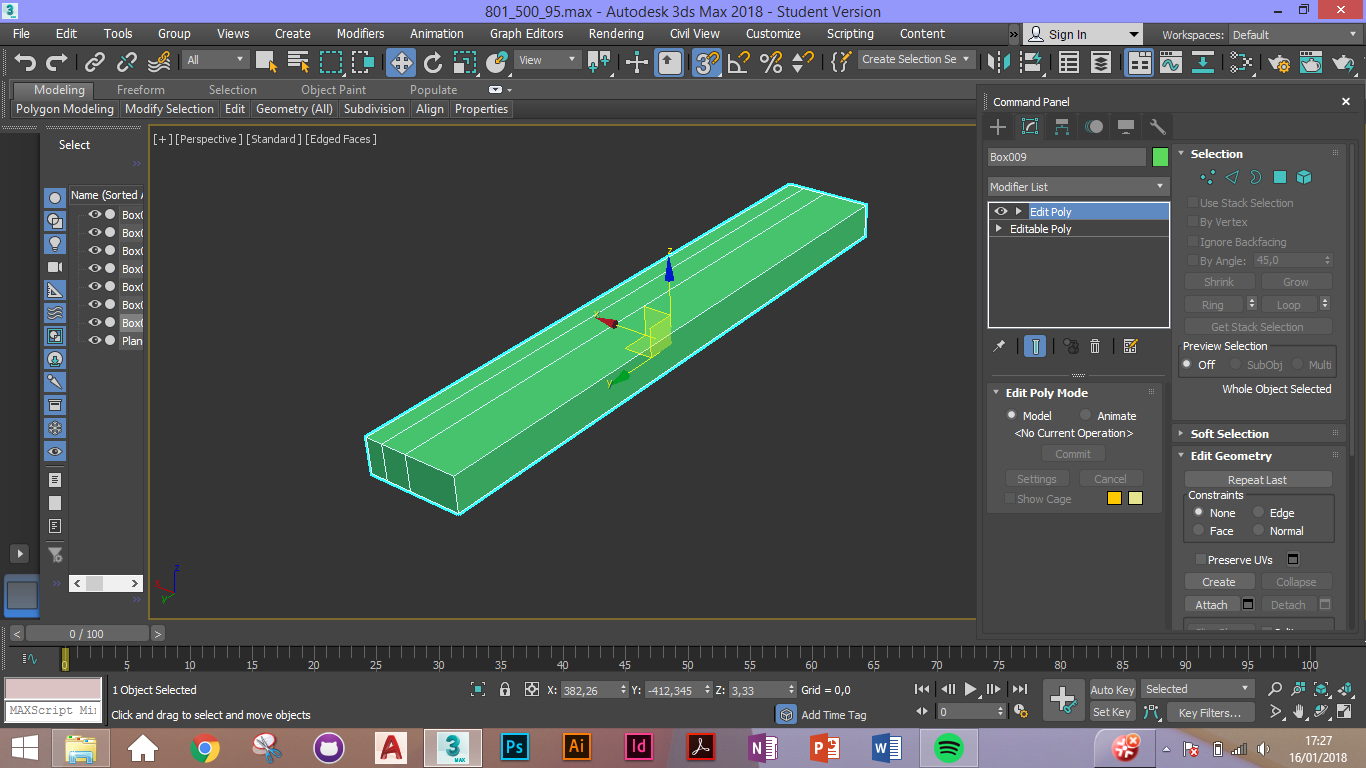 801_500_95.max - Autodesk 3ds Max 2018 - Student Version
3
MAX
File Edit Tools Group Views Create Modifiers Animation Graph Editors Rendering Civil View Customize Scripting Content
Sign In
Workspaces: Default
All
View
3
Create Selection Se
Modeling Freeform Selection Object Paint Populate
Polygon Modeling Modify Selection Edit Geometry (All) Subdivision Align Properties
Select
Name (Sorted A
Box0
Box0
Box0
Box0
Box0
Box0
Box0
Plan
[+] [Perspective ] [Standard ] [Edged Faces ]
z
x
y
z
x
y
Command Panel
Box009
Modifier List
Edit Poly
Editable Poly
Edit Poly Mode
Model Animate
<No Current Operation>
Commit
Settings Cancel
Show Cage
Selection
Use Stack Selection
By Vertex
Ignore Backfacing
By Angle: 45,0
Shrink Grow
Ring Loop
Get Stack Selection
Preview Selection
Off SubObj Multi
Whole Object Selected
Soft Selection
Edit Geometry
Repeat Last
Constraints
None Edge
Face Normal
Preserve UVs
Create Collapse
Attach Detach
< 0 / 100 >
0 5 10 15 20 25 30 35 40 45 50 55 60 65 70 75 80 85 90 95 100
MAXScript Mi
1 Object Selected
Click and drag to select and move objects
X: 382,26 Y: -412,345 Z: 3,33 Grid = 0,0
Add Time Tag
0
Auto Key Selected
Set Key Key Filters...
A
3
MAX
Ps
Ai
Id
N
P
W
17:27
16/01/2018